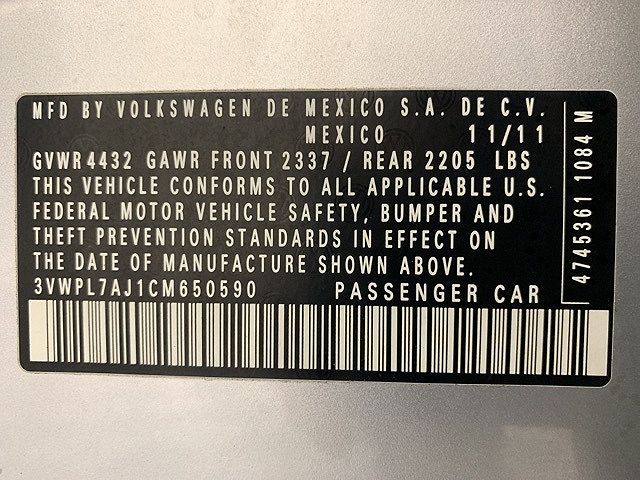 MFD BY VOLKSWAGEN DE MEXICO S.A. DE C.V.
MEXICO 11/11
GVWR 4432 GAWR FRONT 2337 / REAR 2205 LBS
THIS VEHICLE CONFORMS TO ALL APPLICABLE U.S.
FEDERAL MOTOR VEHICLE SAFETY, BUMPER AND
THEFT PREVENTION STANDARDS IN EFFECT ON
THE DATE OF MANUFACTURE SHOWN ABOVE.
3VWPL7AJ1CM650590 PASSENGER CAR
4745361 1084 M